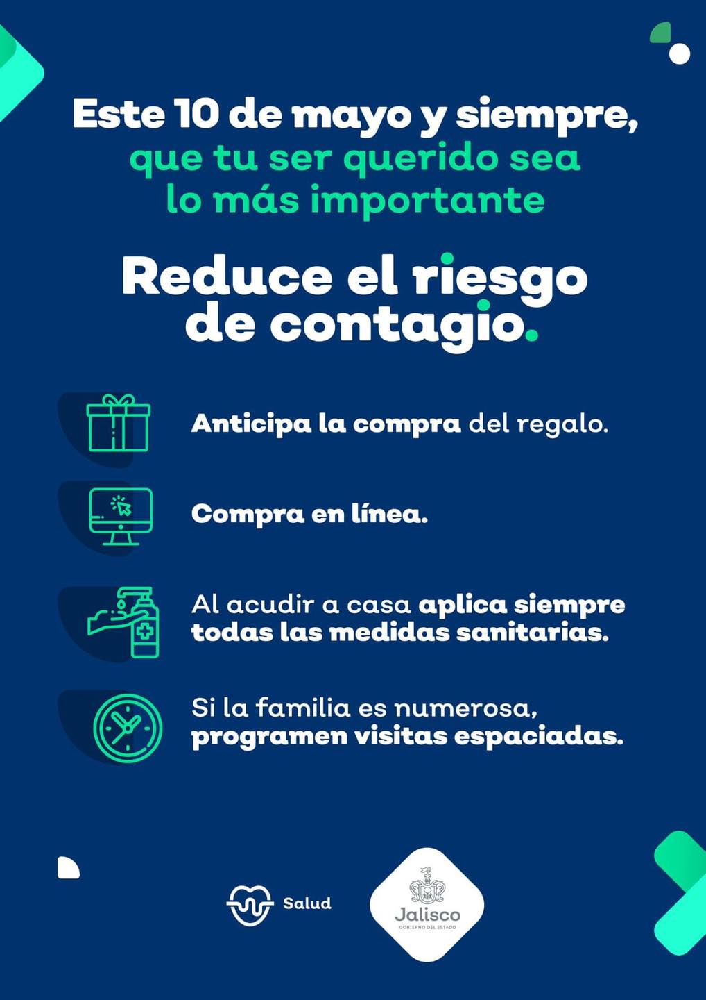 Este 10 de mayo y siempre,
que tu ser querido sea
lo más importante
Reduce el riesgo
de contagio.
Anticipa la compra del regalo.
Compra en línea.
Al acudir a casa aplica siempre
todas las medidas sanitarias.
Si la familia es numerosa,
programen visitas espaciadas.
Salud
Jalisco
GOBIERNO DEL ESTADO